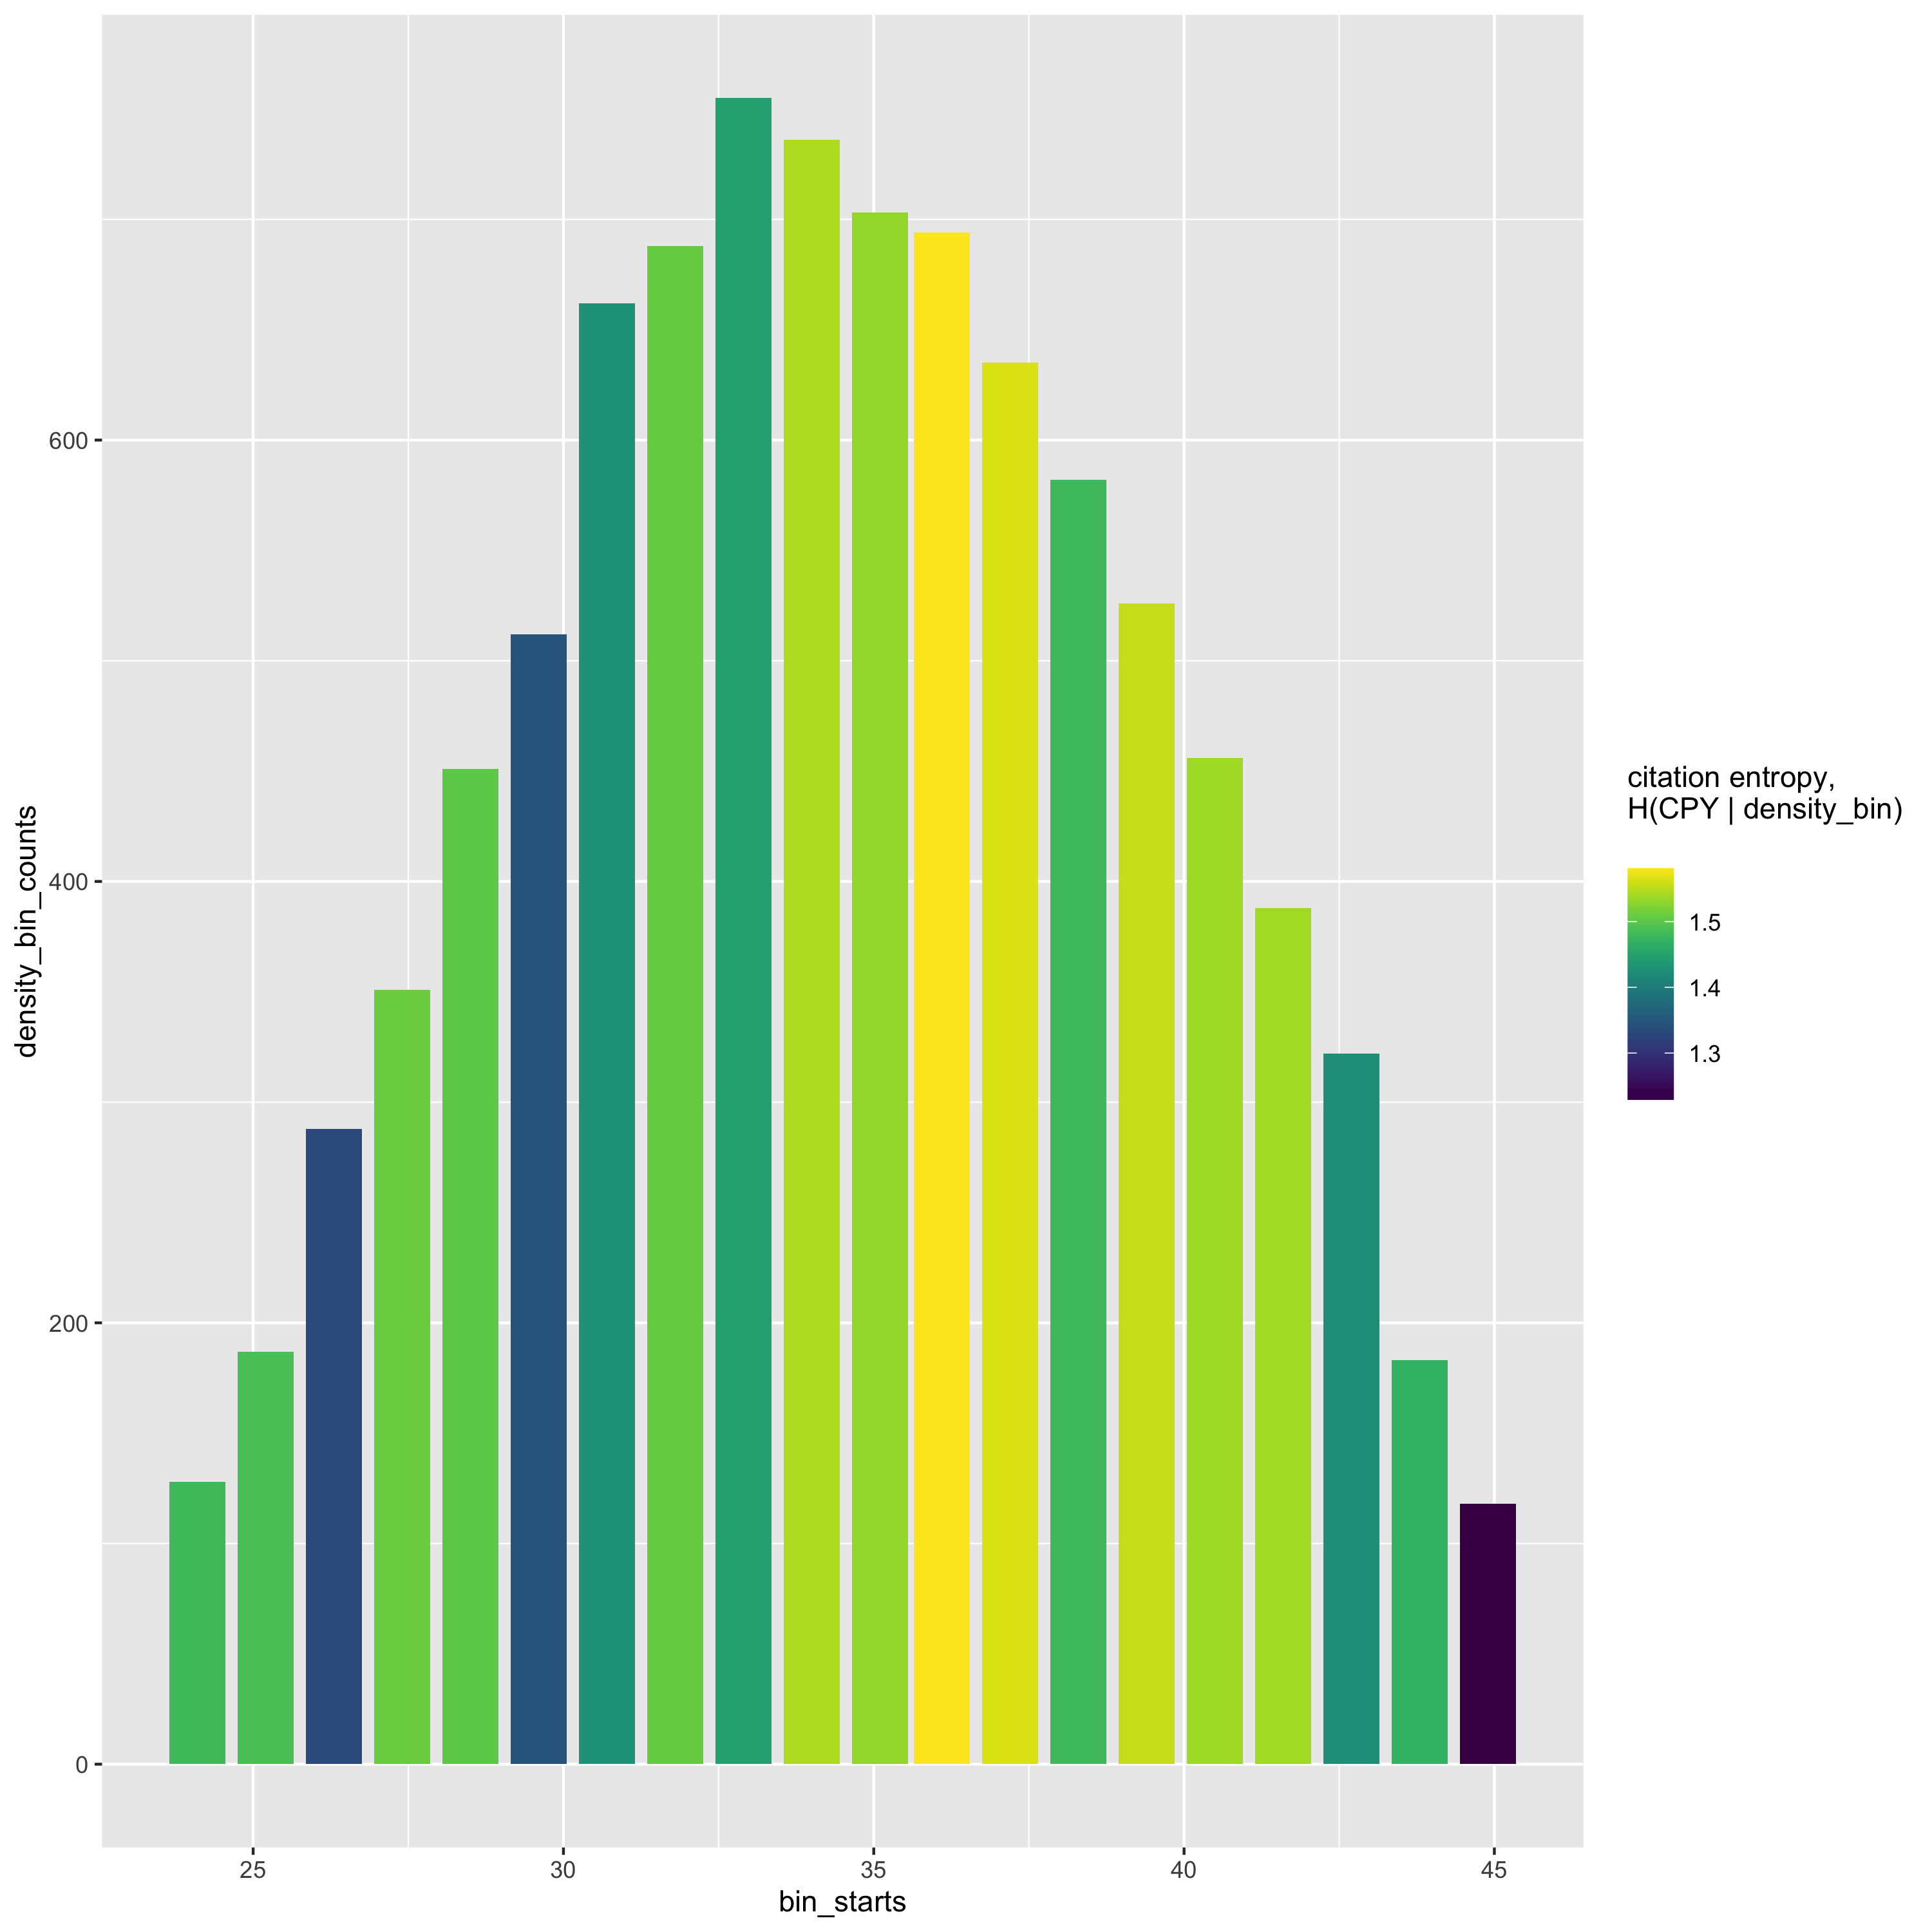 density_bin_counts
600
400
200
0
25 30 35 40 45
bin_starts
citation entropy,
H(CPY | density_bin)
1.5
1.4
1.3